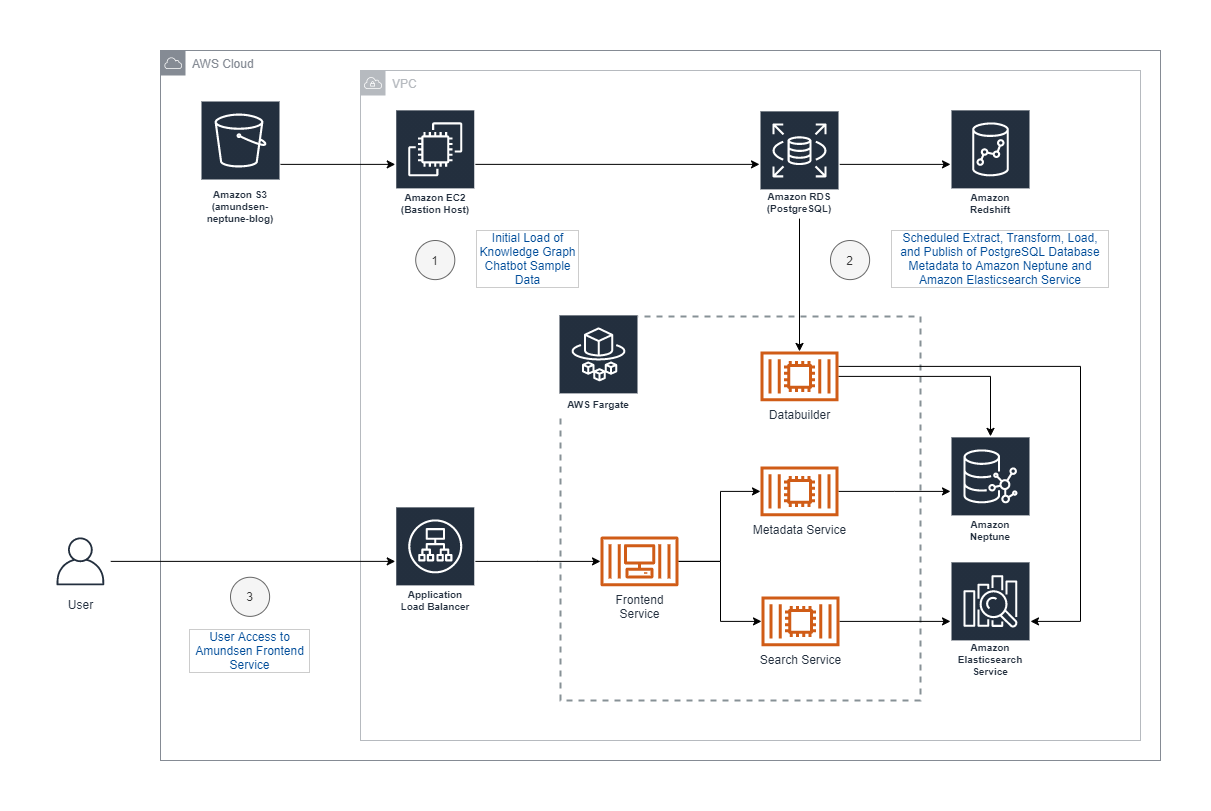 AWS Cloud
VPC
Amazon S3
(amundsen-
neptune-blog)
Amazon EC2
(Bastion Host)
Amazon RDS
(PostgreSQL)
Amazon
Redshift
1
Initial Load of
Knowledge Graph
Chatbot Sample
Data
2
Scheduled Extract, Transform, Load,
and Publish of PostgreSQL Database
Metadata to Amazon Neptune and
Amazon Elasticsearch Service
AWS Fargate
Databuilder
Metadata Service
Amazon
Neptune
User
3
User Access to
Amundsen Frontend
Service
Application
Load Balancer
Frontend
Service
Search Service
Amazon
Elasticsearch
Service